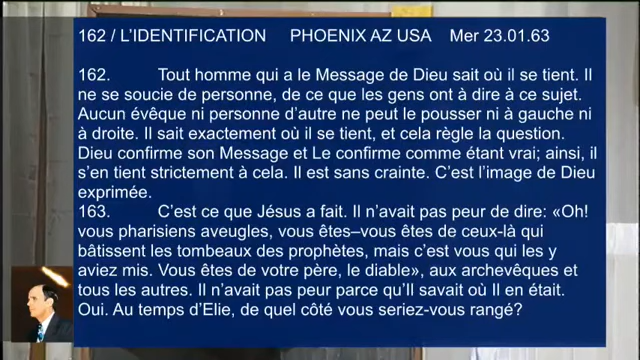 162 / L'IDENTIFICATION PHOENIX AZ USA Mer 23.01.63
162. Tout homme qui a le Message de Dieu sait où il se tient. Il
ne se soucie de personne, de ce que les gens ont à dire à ce sujet.
Aucun évêque ni personne d'autre ne peut le pousser ni à gauche ni
à droite. Il sait exactement où il se tient, et cela règle la question.
Dieu confirme son Message et Le confirme comme étant vrai; ainsi, il
s'en tient strictement à cela. Il est sans crainte. C'est l'image de Dieu
exprimée.
163. C'est ce que Jésus a fait. Il n'avait pas peur de dire: «Oh!
vous pharisiens aveugles, vous êtes–vous êtes de ceux-là qui
bâtissent les tombeaux des prophètes, mais c'est vous qui les y
aviez mis. Vous êtes de votre père, le diable», aux archevêques et
tous les autres. Il n'avait pas peur parce qu'Il savait où Il en était.
Oui. Au temps d'Elie, de quel côté vous seriez-vous rangé?